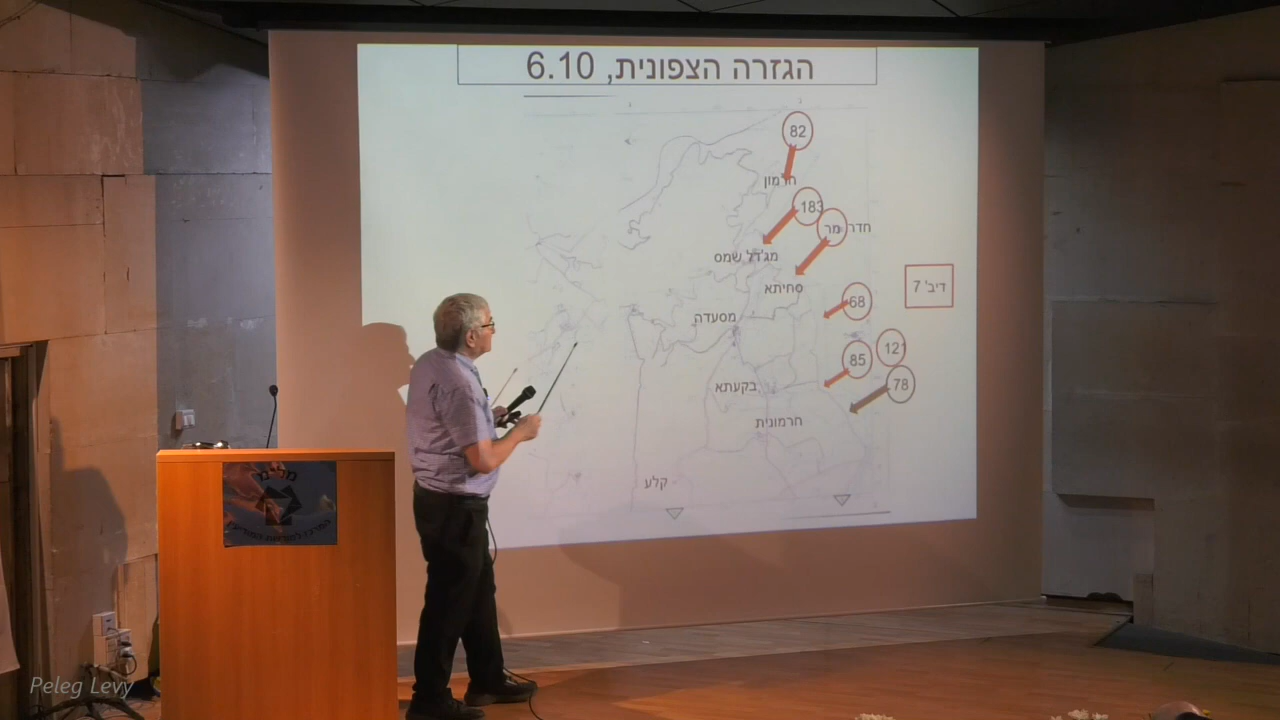 הגזרה הצפונית, 6.10
82
חרמון
183
מר
חדר
מג'דל שמס
סחיתא
68
דיב' 7
מסעדה
121
85
78
בקעתא
חרמונית
קלע
מל"מ
Peleg Levy